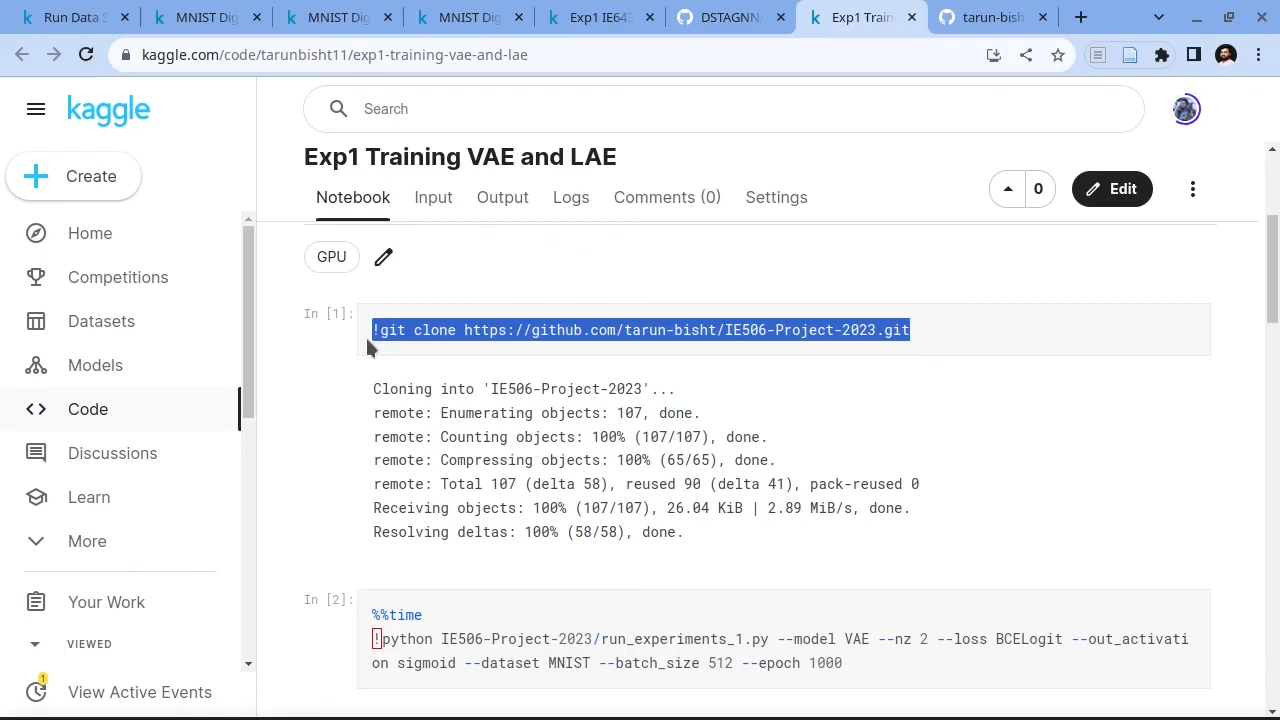 Run Data S
MNIST Dig
MNIST Dig
MNIST Dig
Exp1 IE643
DSTAGNN
Exp1 Train
tarun-bish
kaggle.com/code/tarunbisht11/exp1-training-vae-and-lae
kaggle
Search
Exp1 Training VAE and LAE
Create
Notebook
Input
Output
Logs
Comments (0)
Settings
0
Edit
Home
Competitions
Datasets
Models
Code
Discussions
Learn
More
Your Work
VIEWED
1
View Active Events
GPU
In [1]:
!git clone https://github.com/tarun-bisht/IE506-Project-2023.git
Cloning into 'IE506-Project-2023'...
remote: Enumerating objects: 107, done.
remote: Counting objects: 100% (107/107), done.
remote: Compressing objects: 100% (65/65), done.
remote: Total 107 (delta 58), reused 90 (delta 41), pack-reused 0
Receiving objects: 100% (107/107), 26.04 KiB | 2.89 MiB/s, done.
Resolving deltas: 100% (58/58), done.
In [2]:
%%time
!python IE506-Project-2023/run_experiments_1.py --model VAE --nz 2 --loss BCELogit --out_activati
on sigmoid --dataset MNIST --batch_size 512 --epoch 1000